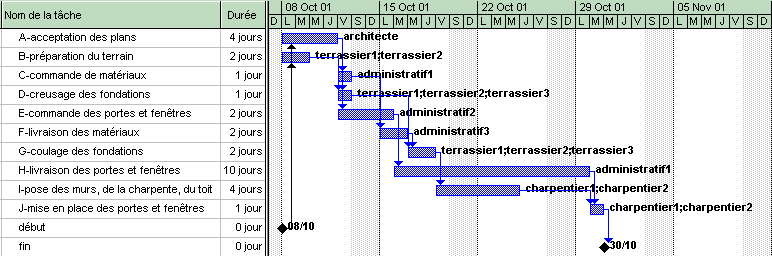 Nom de la tâche Durée 08 Oct 01 15 Oct 01 22 Oct 01 29 Oct 01 05 Nov 01
D L M M J V S D L M M J V S D L M M J V S D L M M J V S D L M M J V S
A-acceptation des plans 4 jours architecte
B-préparation du terrain 2 jours terrassier1;terrassier2
C-commande de matériaux 1 jour administratif1
D-creusage des fondations 1 jour terrassier1;terrassier2;terrassier3
E-commande des portes et fenêtres 2 jours administratif2
F-livraison des matériaux 2 jours administratif3
G-coulage des fondations 2 jours terrassier1;terrassier2;terrassier3
H-livraison des portes et fenêtres 10 jours administratif1
I-pose des murs, de la charpente, du toit 4 jours charpentier1;charpentier2
J-mise en place des portes et fenêtres 1 jour charpentier1;charpentier2
début 0 jour 08/10
fin 0 jour 30/10